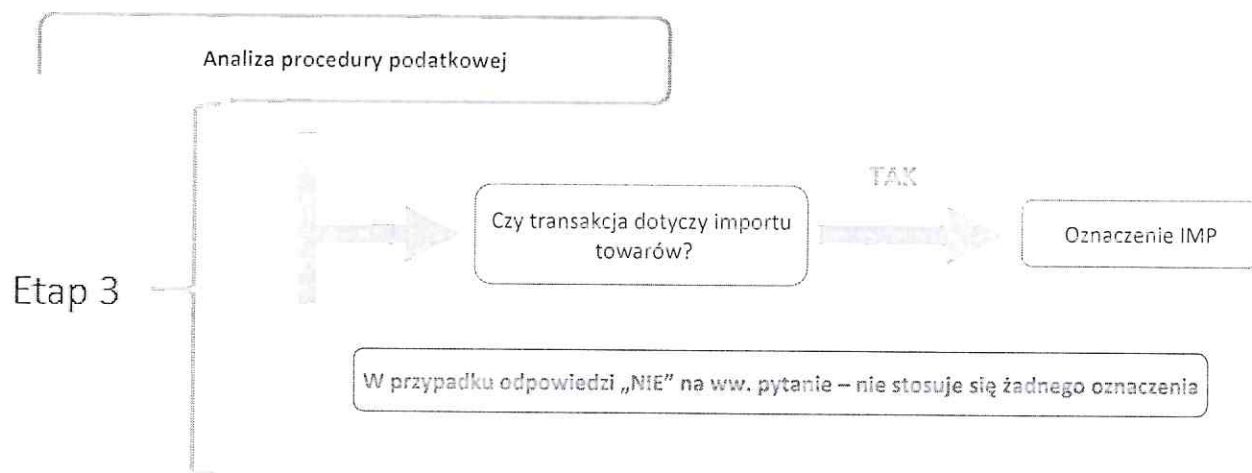 Analiza procedury podatkowej
TAK
Czy transakcja dotyczy importu
towarów?
Oznaczenie IMP
Etap 3
W przypadku odpowiedzi „NIE” na ww. pytanie – nie stosuje się żadnego oznaczenia